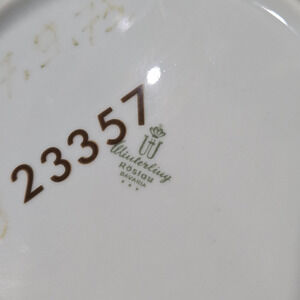 23357
Winterling
Röslau
BAVARIA